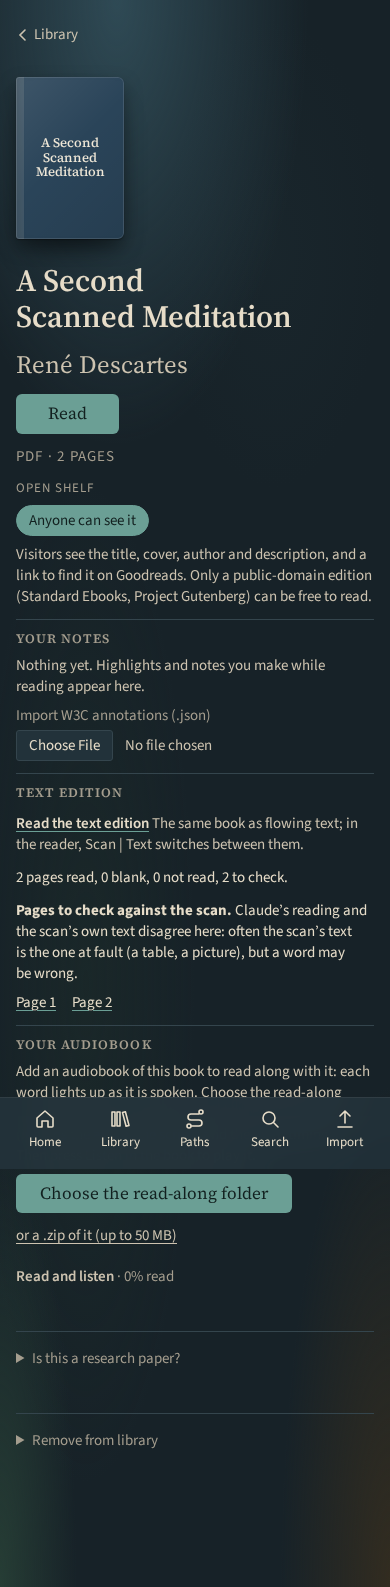 Library
A Second
Scanned
Meditation
A Second
Scanned Meditation
René Descartes
Read
PDF · 2 PAGES
OPEN SHELF
Anyone can see it
Visitors see the title, cover, author and description, and a
link to find it on Goodreads. Only a public-domain edition
(Standard Ebooks, Project Gutenberg) can be free to read.
YOUR NOTES
Nothing yet. Highlights and notes you make while
reading appear here.
Import W3C annotations (.json)
Choose File No file chosen
TEXT EDITION
Read the text edition The same book as flowing text; in
the reader, Scan | Text switches between them.
2 pages read, 0 blank, 0 not read, 2 to check.
Pages to check against the scan. Claude’s reading and
the scan’s own text disagree here: often the scan’s text
is the one at fault (a table, a picture), but a word may
be wrong.
Page 1 Page 2
YOUR AUDIOBOOK
Add an audiobook of this book to read along with it: each
word lights up as it is spoken. Choose the read-along
Home Library Paths Search Import
Choose the read-along folder
or a .zip of it (up to 50 MB)
Read and listen · 0% read
Is this a research paper?
Remove from library